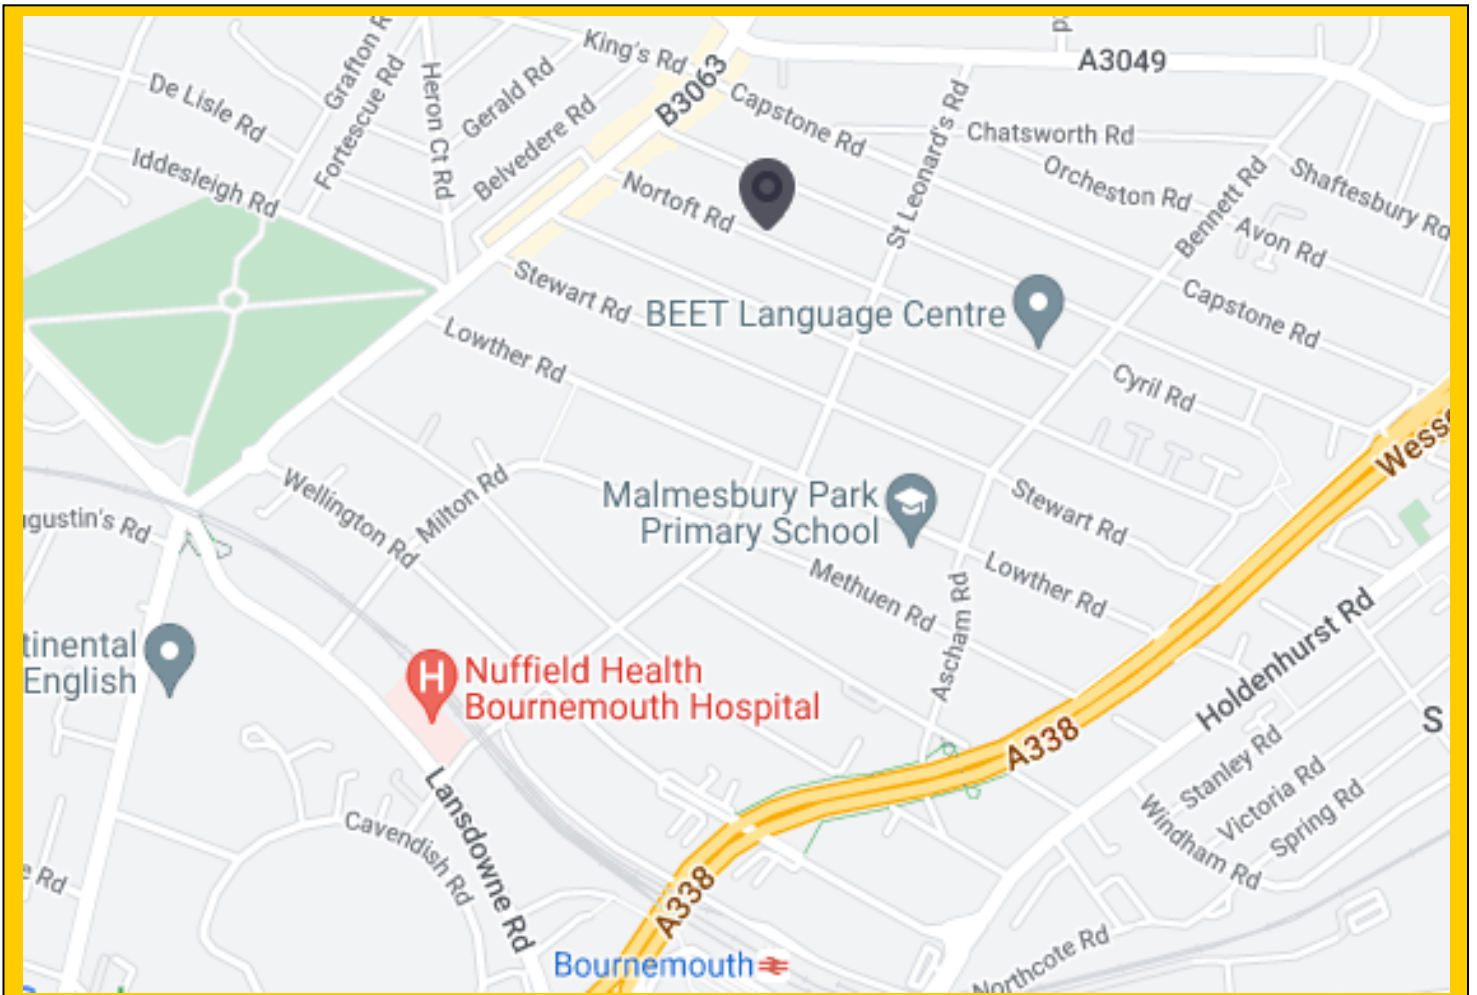 Grafton R
King's Rd
A3049
B3063
De Lisle Rd
Fortescue Rd
Heron Ct Rd
Gerald Rd
Belvedere Rd
Capstone Rd
St Leonard's Rd
Chatsworth Rd
Orcheston Rd
Bennett Rd
Shaftesbury Rd
Iddesleigh Rd
Nortoft Rd
Avon Rd
Stewart Rd
BEET Language Centre
Capstone Rd
Lowther Rd
Cyril Rd
Wess
Wellington Rd
Milton Rd
Malmesbury Park
Primary School
Stewart Rd
gustin's Rd
Methuen Rd
Lowther Rd
Ascham Rd
Holdenhurst Rd
tinental
English
Nuffield Health
Bournemouth Hospital
S
A338
Stanley Rd
Victoria Rd
Spring Rd
Windham Rd
Lansdowne Rd
Cavendish Rd
e Rd
A338
Bournemouth
Northcote Rd